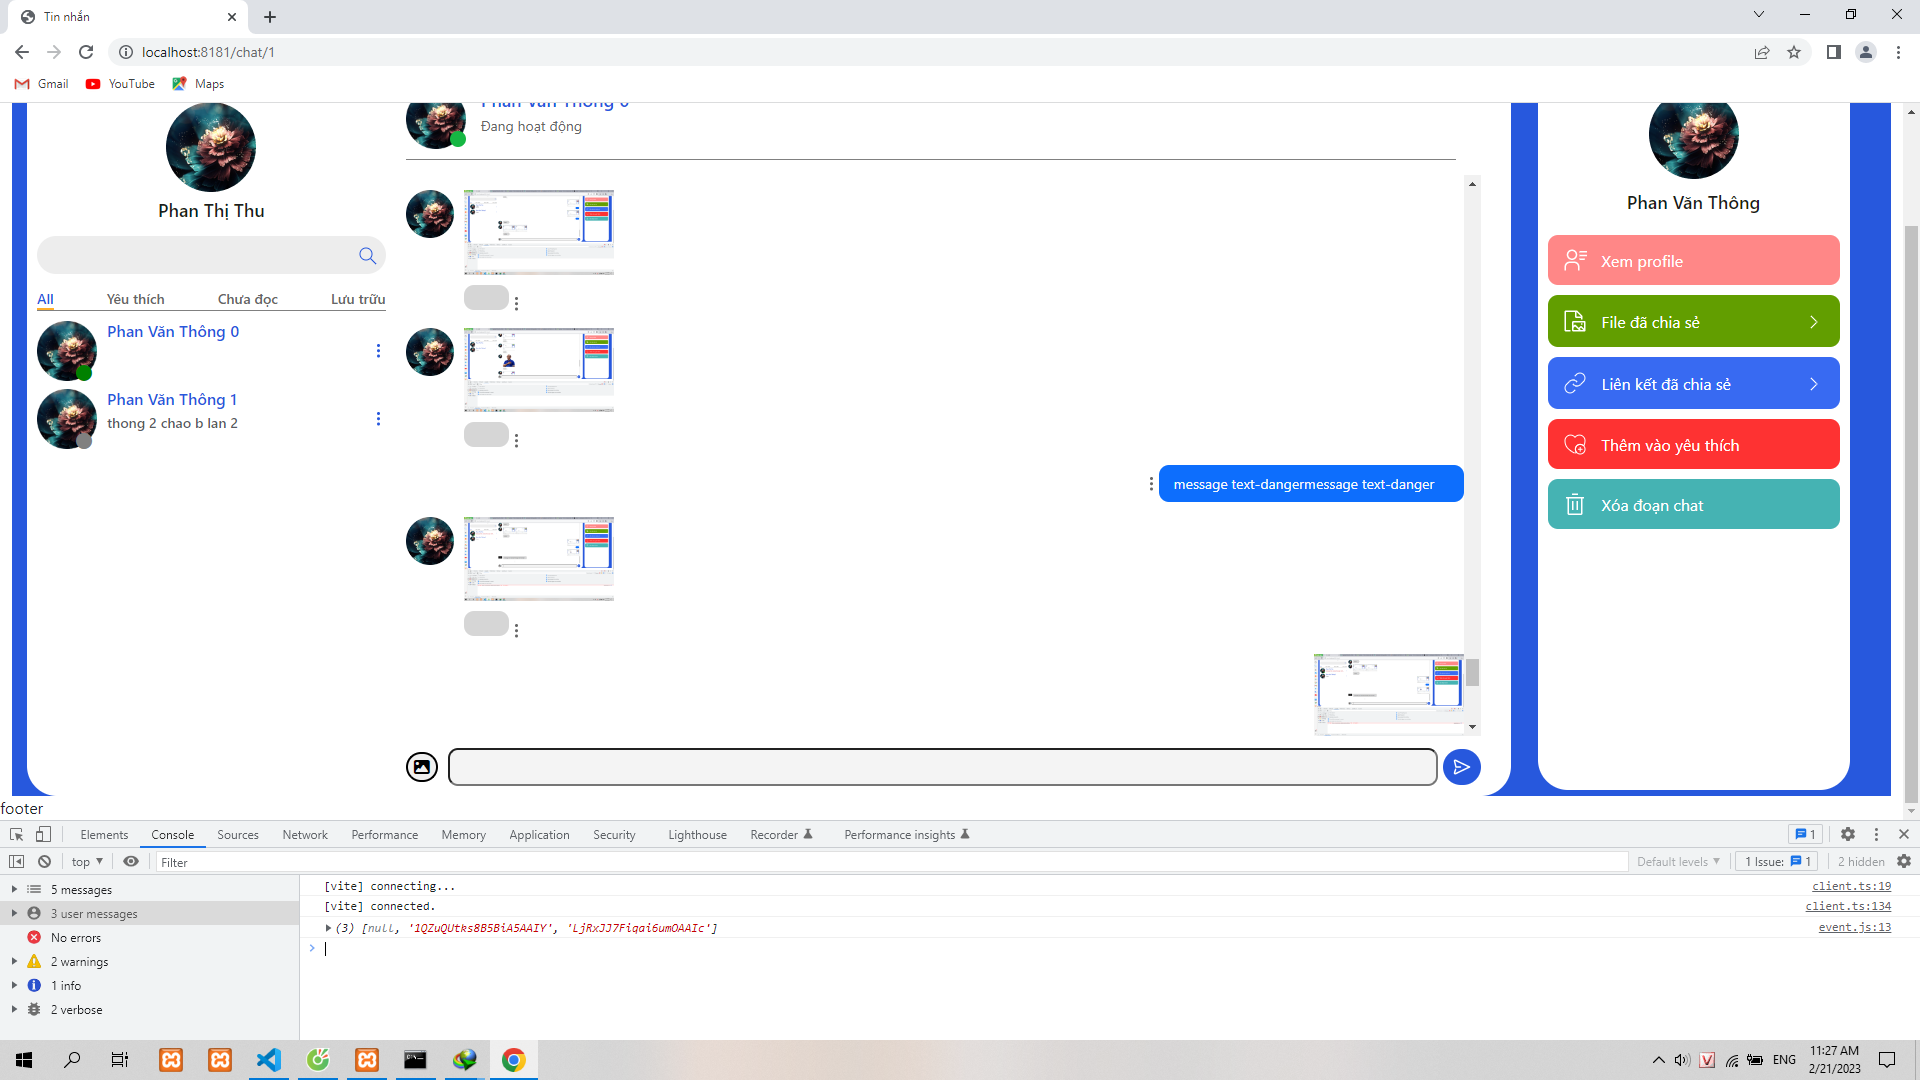 Tin nhắn
localhost:8181/chat/1
Gmail
YouTube
Maps
Phan Thị Thu
All
Yêu thích
Chưa đọc
Lưu trữu
Phan Văn Thông 0
Phan Văn Thông 1
thong 2 chao b lan 2
Phan Văn Thông 0
Đang hoạt động
message text-dangermessage text-danger
Phan Văn Thông
Xem profile
File đã chia sẻ
Liên kết đã chia sẻ
Thêm vào yêu thích
Xóa đoạn chat
footer
Elements Console Sources Network Performance Memory Application Security Lighthouse Recorder Performance insights 1
top Filter Default levels 1 Issue: 1 2 hidden
5 messages
3 user messages
No errors
2 warnings
1 info
2 verbose
[vite] connecting... client.ts:19
[vite] connected. client.ts:134
(3) [null, '1QZuQUtks8B5BiA5AAIY', 'LjRxJJ7Fiqai6umOAAIc'] event.js:13
ENG
11:27 AM
2/21/2023